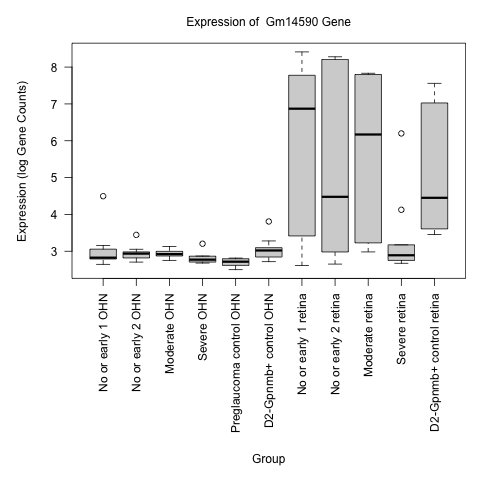 Expression of  Gm14590 Gene
Expression (log Gene Counts)
8
7
6
5
4
3
No or early 1 OHN
No or early 2 OHN
Moderate OHN
Severe OHN
Preglaucoma control OHN
D2-Gpnmb+ control OHN
No or early 1 retina
No or early 2 retina
Moderate retina
Severe retina
D2-Gpnmb+ control retina
Group